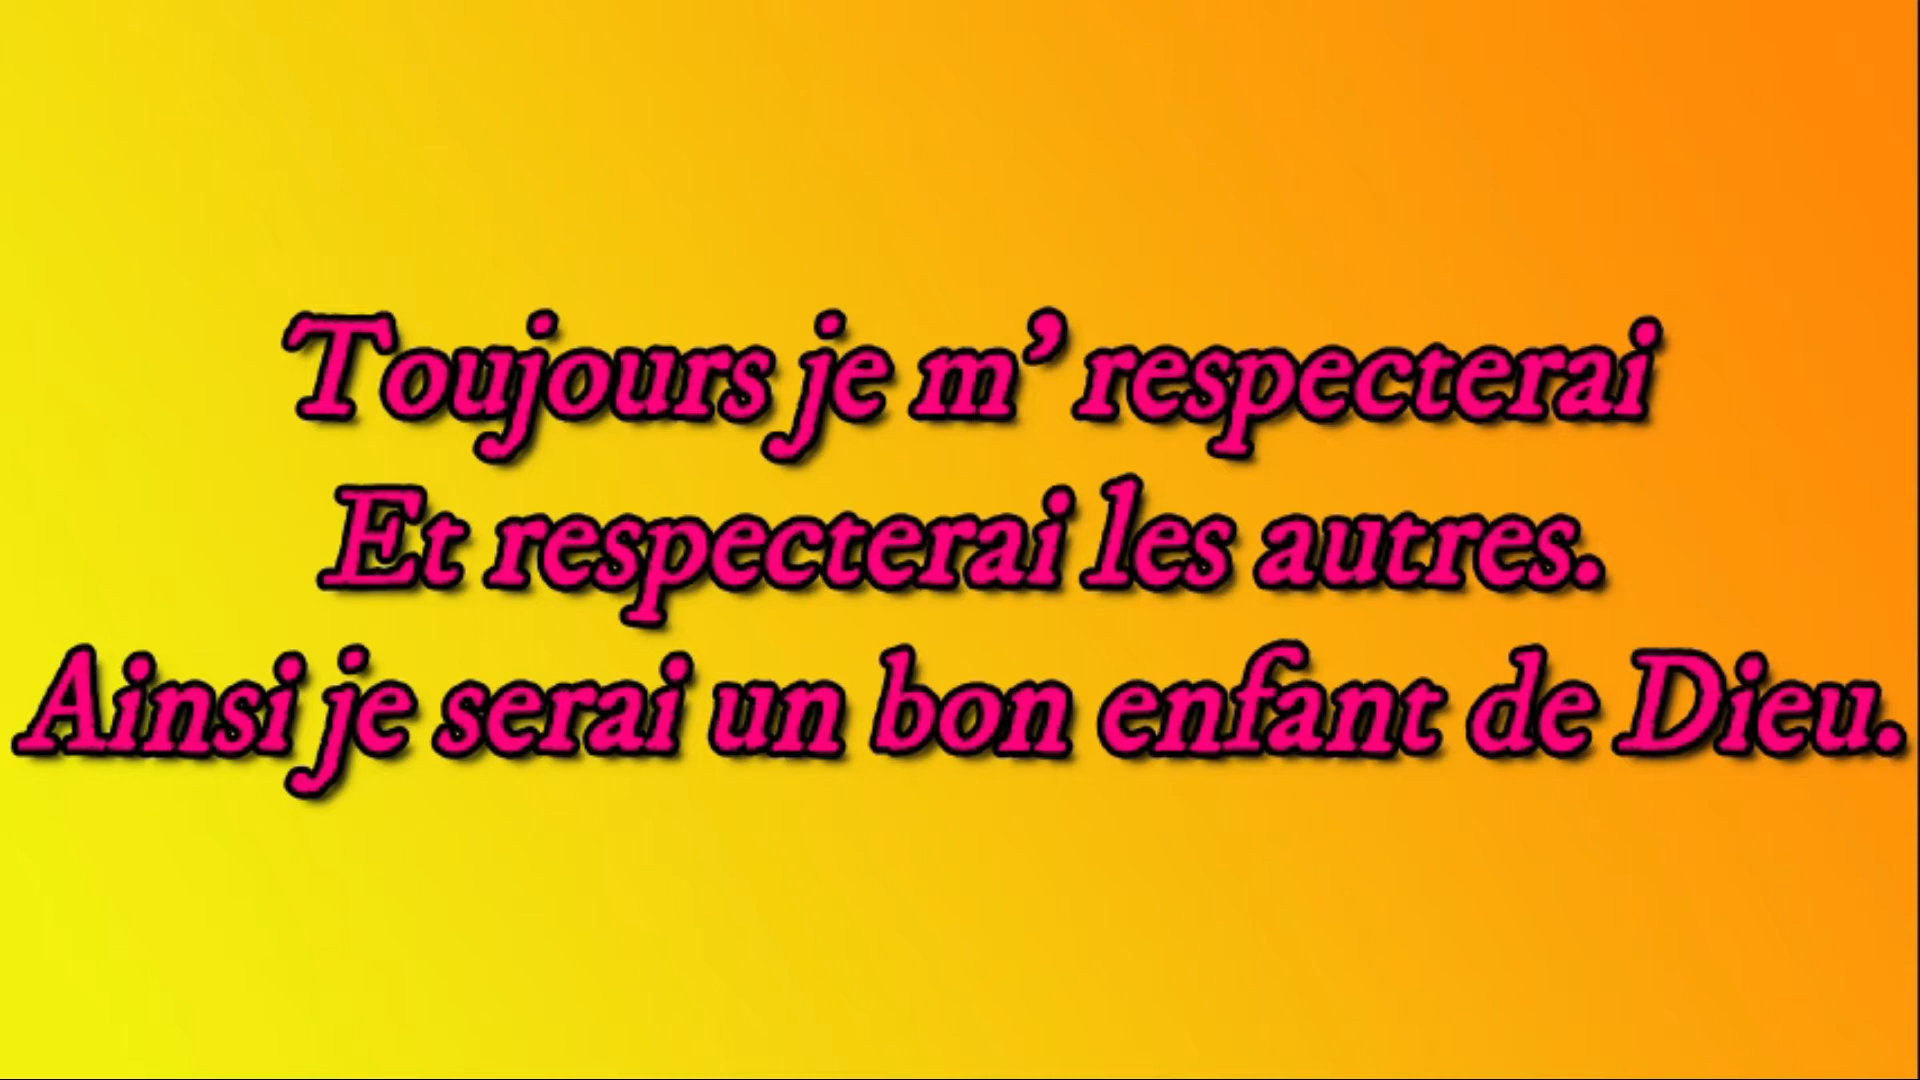 Toujours je m’ respecterai
Et respecterai les autres.
Ainsi je serai un bon enfant de Dieu.